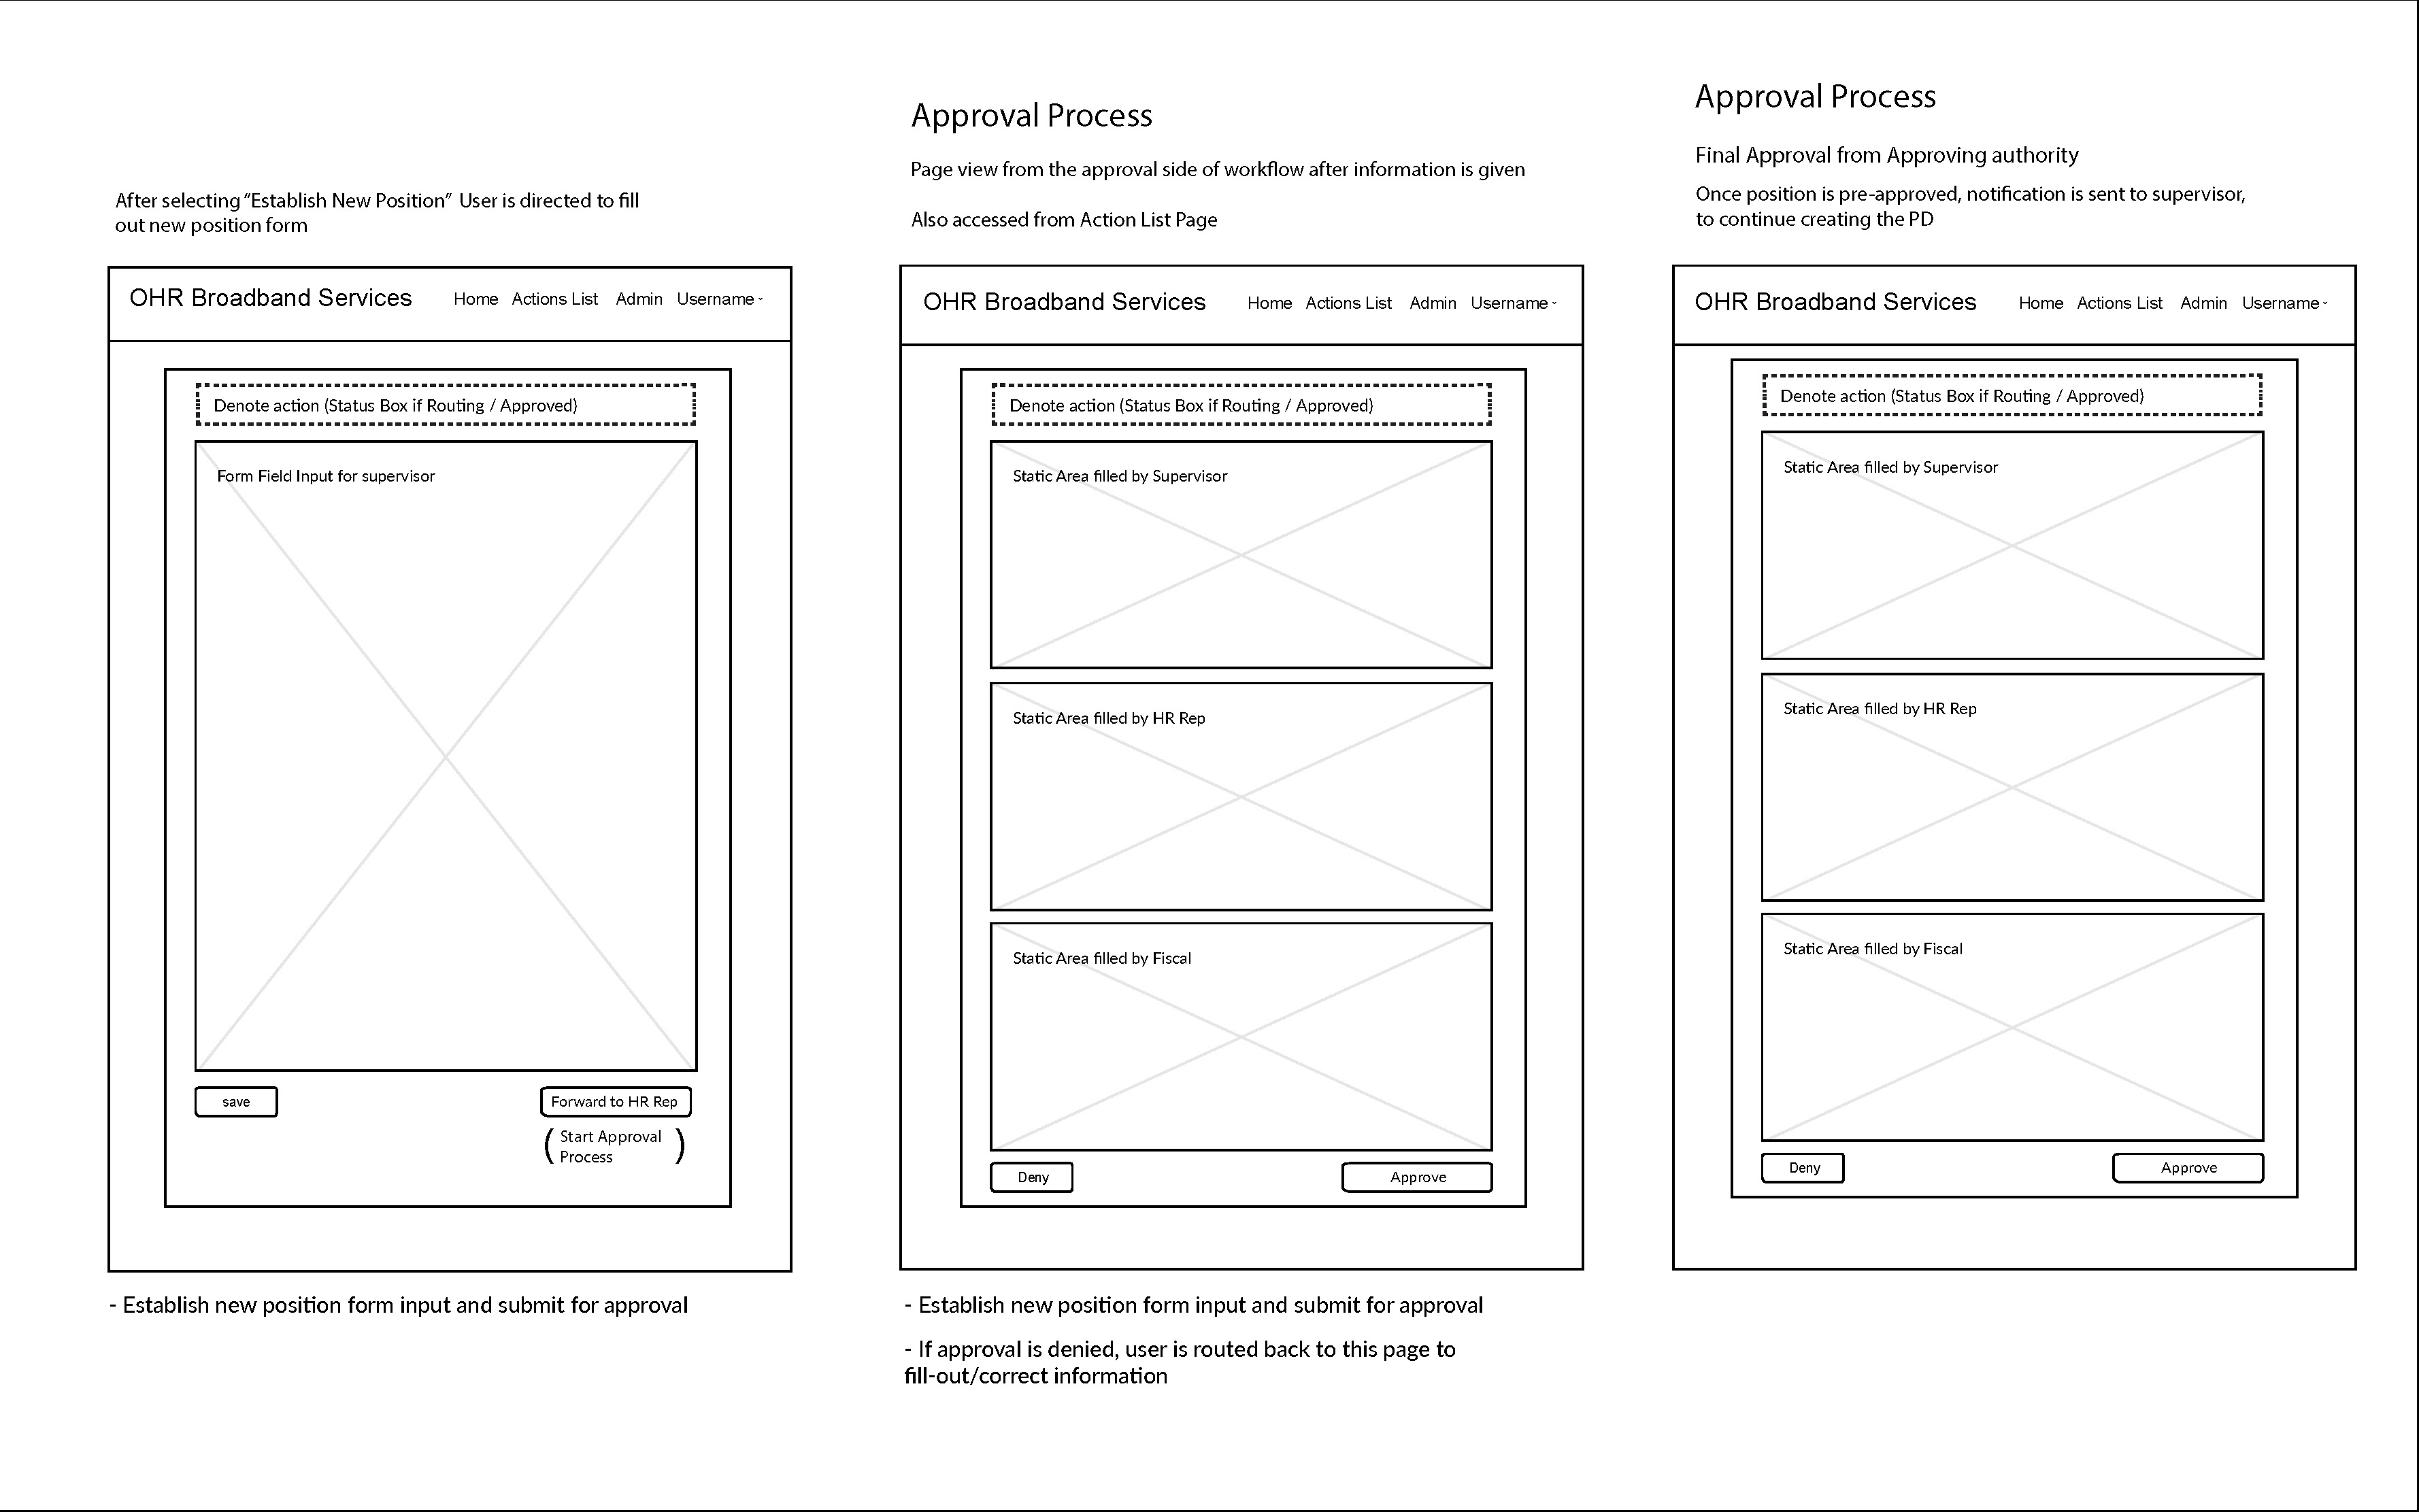 After selecting “Establish New Position” User is directed to fill
out new position form
OHR Broadband Services
Home Actions List Admin Username
Denote action (Status Box if Routing / Approved)
Form Field Input for supervisor
save
Forward to HR Rep
( Start Approval
Process )
- Establish new position form input and submit for approval
Approval Process
Page view from the approval side of workflow after information is given
Also accessed from Action List Page
OHR Broadband Services
Home Actions List Admin Username
Denote action (Status Box if Routing / Approved)
Static Area filled by Supervisor
Static Area filled by HR Rep
Static Area filled by Fiscal
Deny
Approve
- Establish new position form input and submit for approval
- If approval is denied, user is routed back to this page to
fill-out/correct information
Approval Process
Final Approval from Approving authority
Once position is pre-approved, notification is sent to supervisor,
to continue creating the PD
OHR Broadband Services
Home Actions List Admin Username
Denote action (Status Box if Routing / Approved)
Static Area filled by Supervisor
Static Area filled by HR Rep
Static Area filled by Fiscal
Deny
Approve